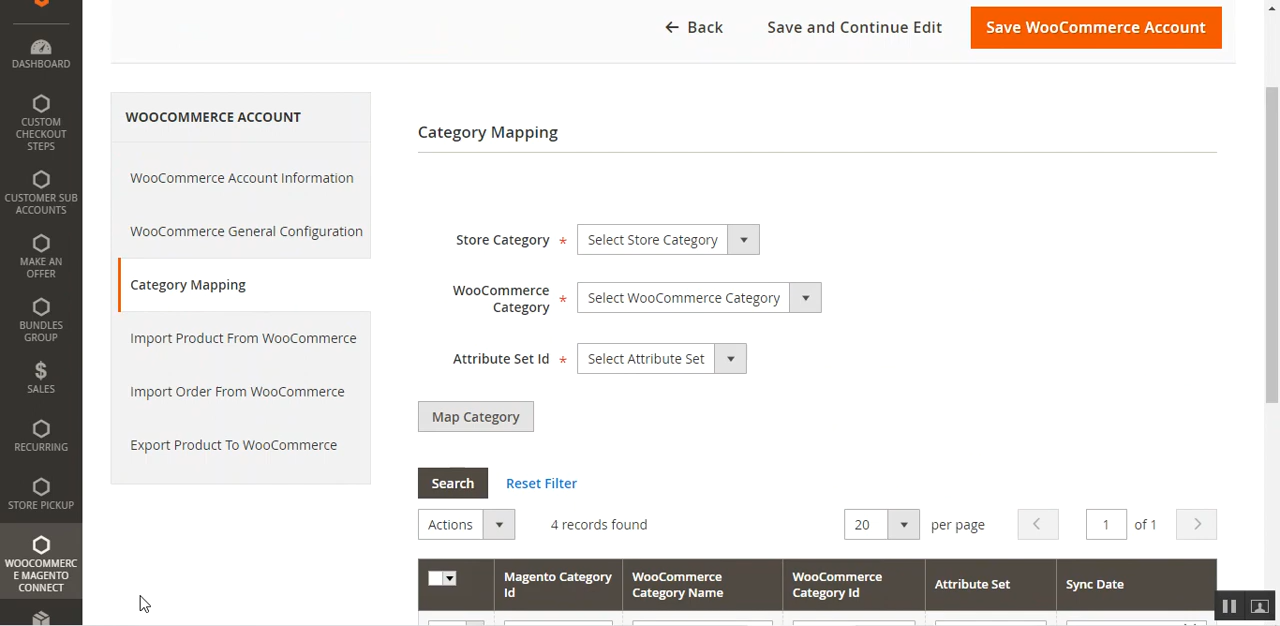 ← Back
Save and Continue Edit
Save WooCommerce Account
DASHBOARD
CUSTOM
CHECKOUT
STEPS
CUSTOMER SUB
ACCOUNTS
MAKE AN
OFFER
BUNDLES
GROUP
$
SALES
RECURRING
STORE PICKUP
WOOCOMMERC
E MAGENTO
CONNECT
WOOCOMMERCE ACCOUNT
WooCommerce Account Information
WooCommerce General Configuration
Category Mapping
Import Product From WooCommerce
Import Order From WooCommerce
Export Product To WooCommerce
Category Mapping
Store Category * Select Store Category
WooCommerce
Category * Select WooCommerce Category
Attribute Set Id * Select Attribute Set
Map Category
Search Reset Filter
Actions 4 records found 20 per page 1 of 1
Magento Category
Id
WooCommerce
Category Name
WooCommerce
Category Id
Attribute Set
Sync Date